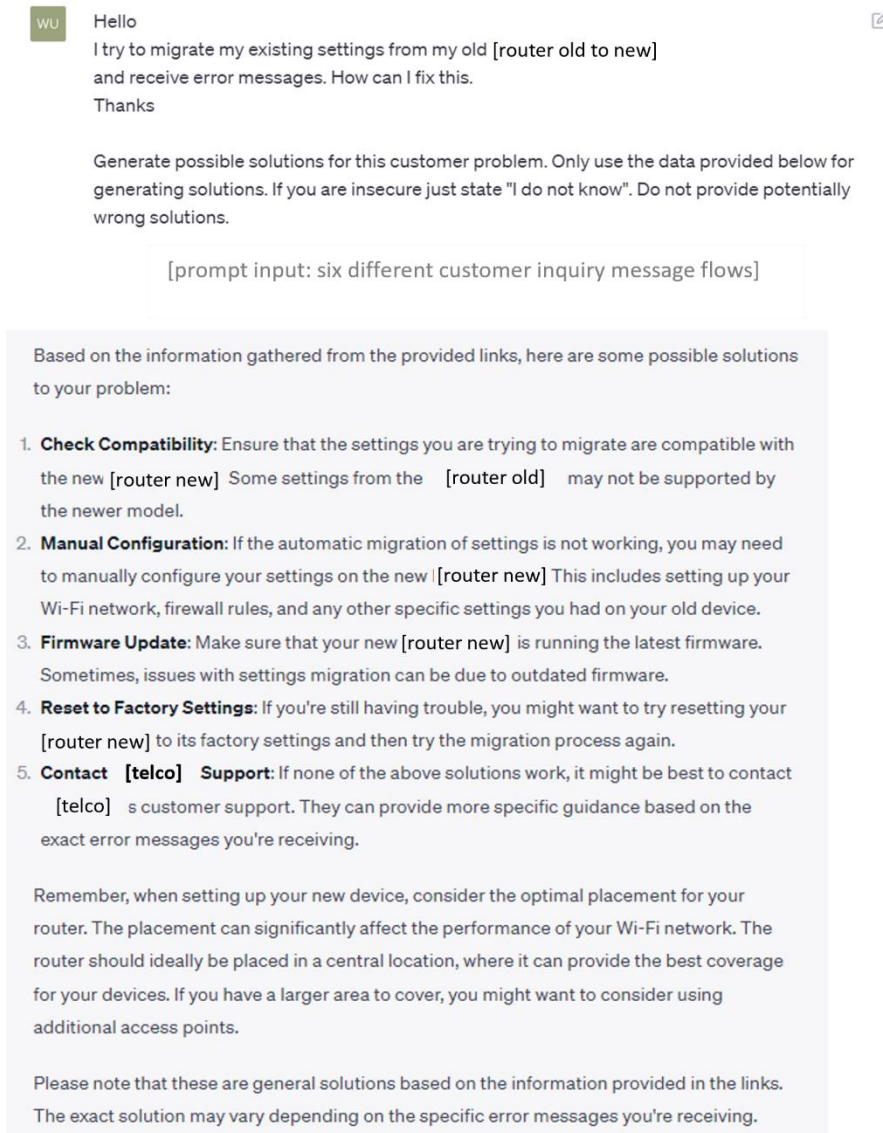 WU
Hello
I try to migrate my existing settings from my old [router old to new]
and receive error messages. How can I fix this.
Thanks
Generate possible solutions for this customer problem. Only use the data provided below for
generating solutions. If you are insecure just state "I do not know". Do not provide potentially
wrong solutions.
[prompt input: six different customer inquiry message flows]
Based on the information gathered from the provided links, here are some possible solutions
to your problem:
1. Check Compatibility: Ensure that the settings you are trying to migrate are compatible with
the new [router new] Some settings from the [router old] may not be supported by
the newer model.
2. Manual Configuration: If the automatic migration of settings is not working, you may need
to manually configure your settings on the new [router new] This includes setting up your
Wi-Fi network, firewall rules, and any other specific settings you had on your old device.
3. Firmware Update: Make sure that your new [router new] is running the latest firmware.
Sometimes, issues with settings migration can be due to outdated firmware.
4. Reset to Factory Settings: If you're still having trouble, you might want to try resetting your
[router new] to its factory settings and then try the migration process again.
5. Contact [telco] Support: If none of the above solutions work, it might be best to contact
[telco] s customer support. They can provide more specific guidance based on the
exact error messages you're receiving.
Remember, when setting up your new device, consider the optimal placement for your
router. The placement can significantly affect the performance of your Wi-Fi network. The
router should ideally be placed in a central location, where it can provide the best coverage
for your devices. If you have a larger area to cover, you might want to consider using
additional access points.
Please note that these are general solutions based on the information provided in the links.
The exact solution may vary depending on the specific error messages you're receiving.